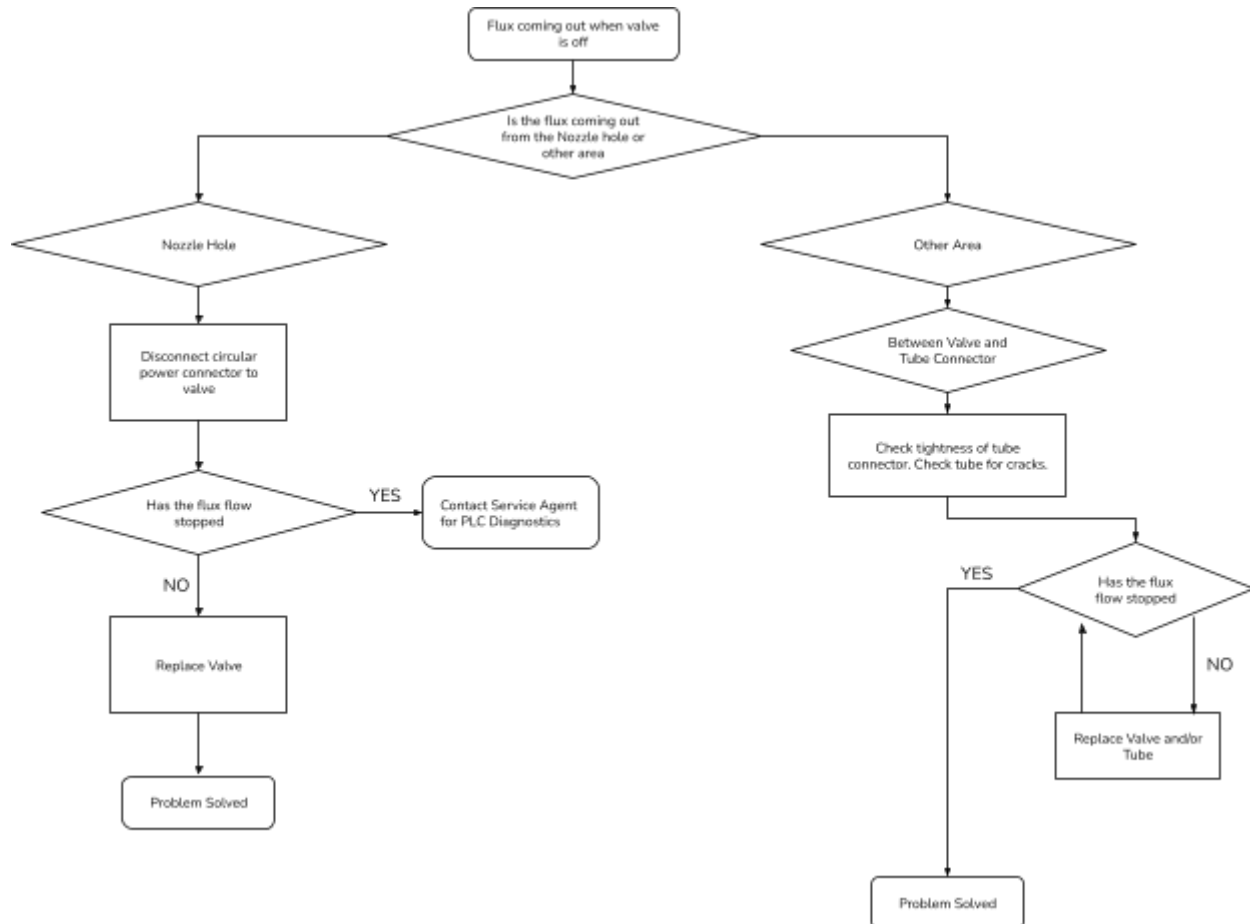 Flux coming out when valve
is off
Is the flux coming out
from the Nozzle hole or
other area
Nozzle Hole
Other Area
Disconnect circular
power connector to
valve
Between Valve and
Tube Connector
Check tightness of tube
connector. Check tube for cracks.
Has the flux flow
stopped
YES
Contact Service Agent
for PLC Diagnostics
NO
Replace Valve
Problem Solved
Has the flux
flow stopped
YES
NO
Replace Valve and/or
Tube
Problem Solved